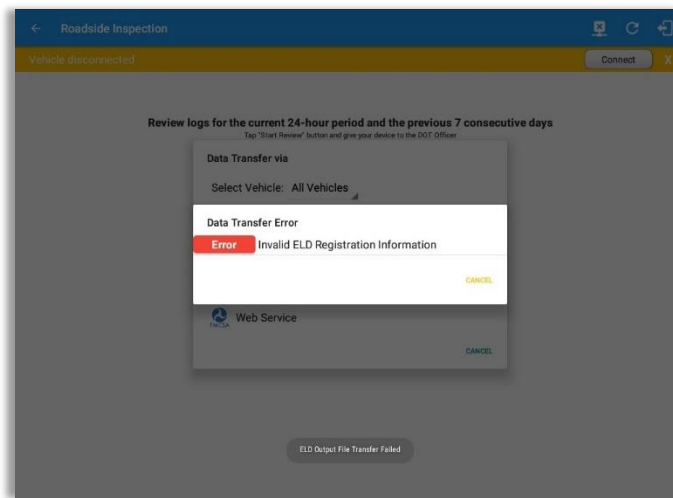 Roadside Inspection
Vehicle disconnected
Connect
X
Review logs for the current 24-hour period and the previous 7 consecutive days
Tap "Start Review" button and give your device to the DOT Officer
Data Transfer via
Select Vehicle: All Vehicles
Data Transfer Error
Error Invalid ELD Registration Information
CANCEL
FMCSA Web Service
CANCEL
ELD Output File Transfer Failed